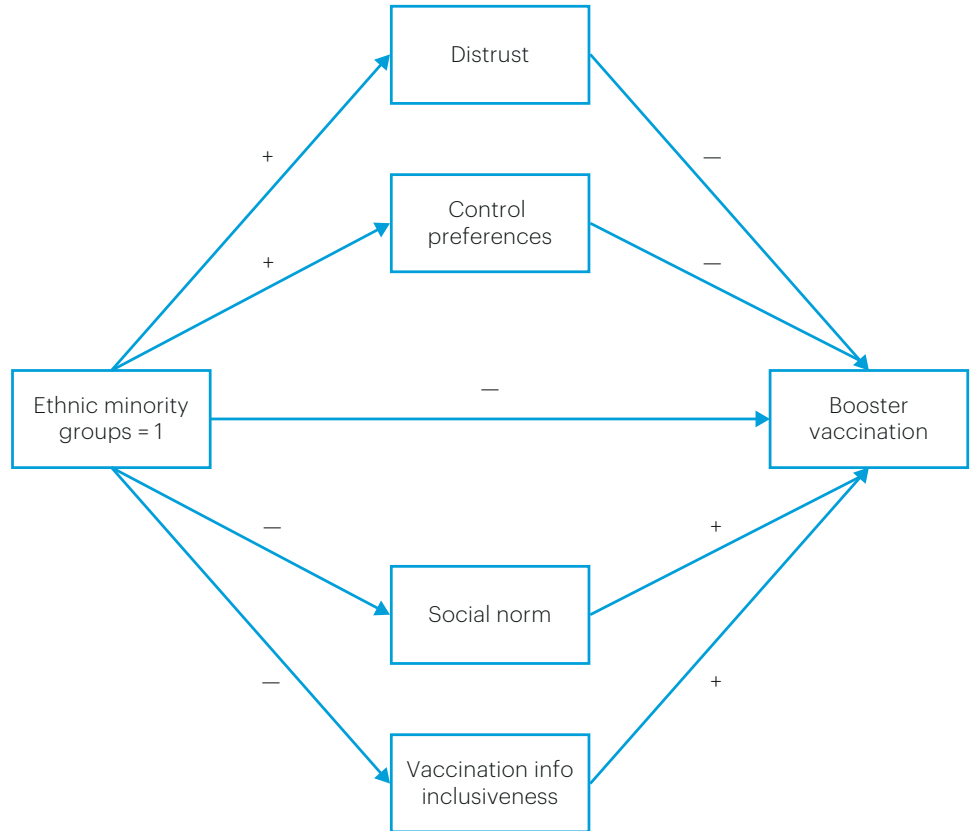 Distrust
+
—
Control
preferences
+
—
—
Ethnic minority
groups = 1
Booster
vaccination
—
+
Social norm
—
+
Vaccination info
inclusiveness